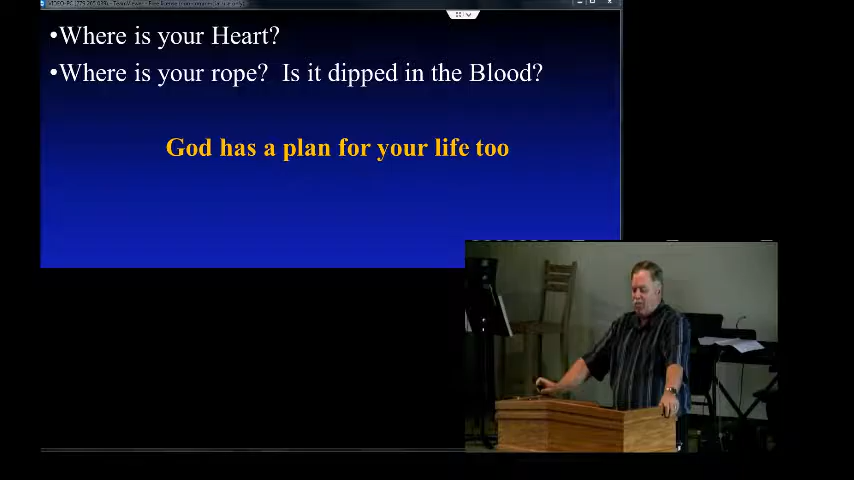 •Where is your Heart?
•Where is your rope?  Is it dipped in the Blood?
God has a plan for your life too